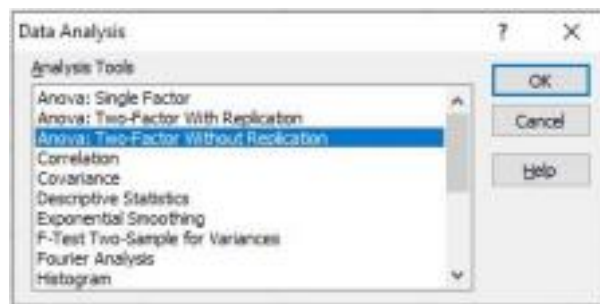 Data Analysis ? ×
Analysis Tools
Anova: Single Factor
Anova: Two-Factor With Replication
Anova: Two-Factor Without Replication
Correlation
Covariance
Descriptive Statistics
Exponential Smoothing
F-Test Two-Sample for Variances
Fourier Analysis
Histogram
OK
Cancel
Help